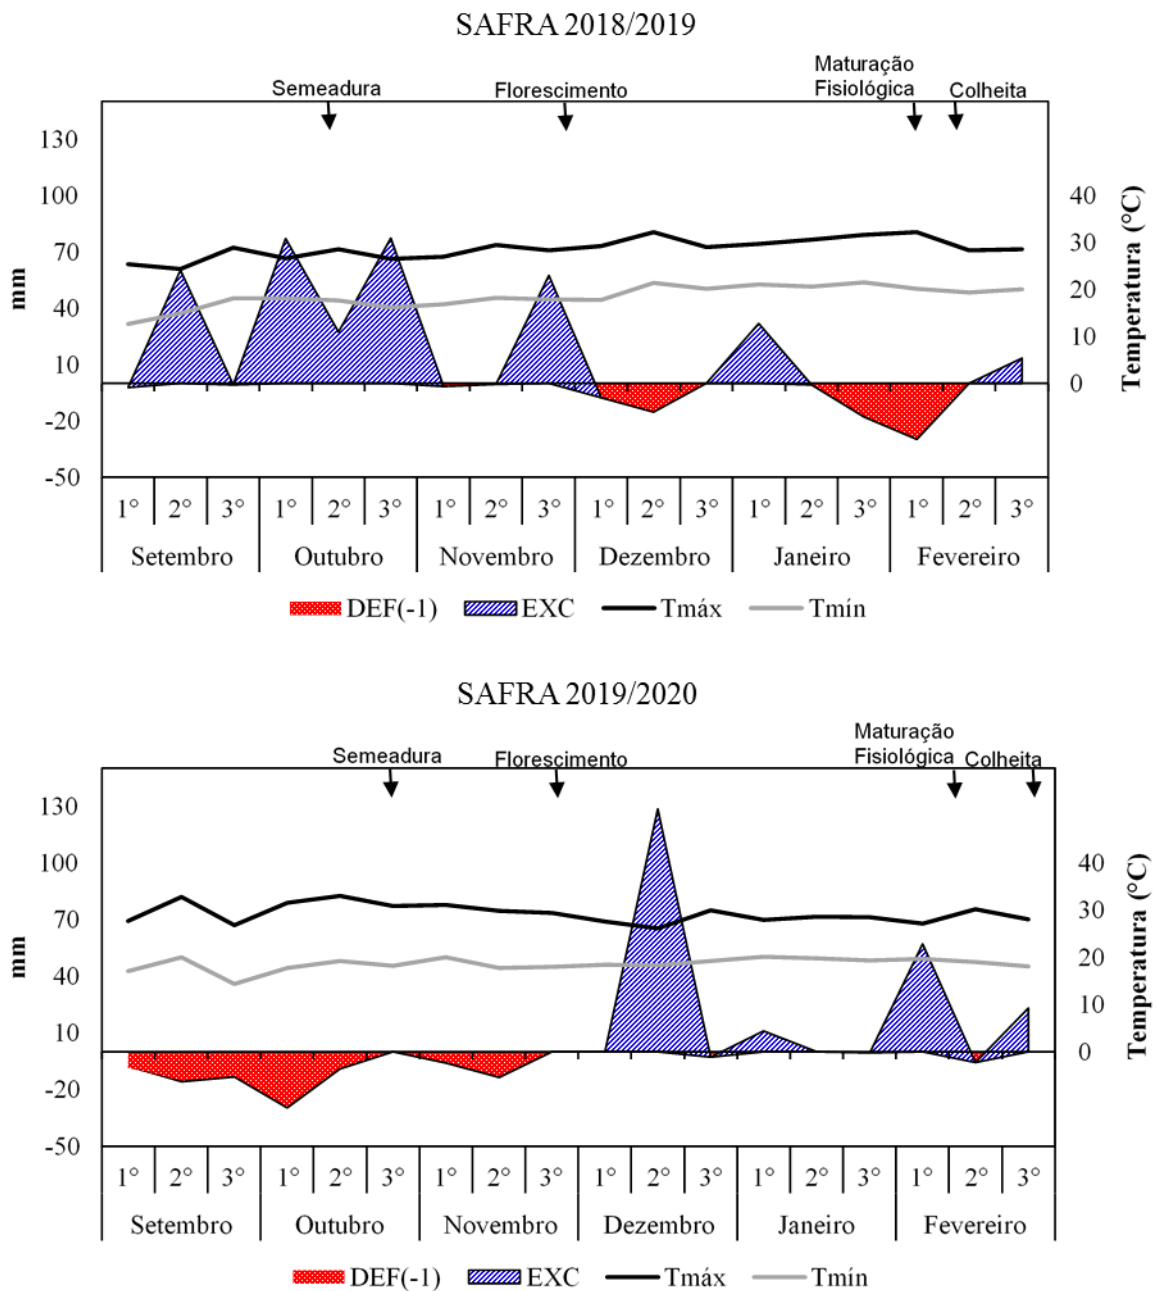 SAFRA 2018/2019
Semeadura
Florescimento
Maturação
Fisiológica
Colheita
130
100
70
40
10
-20
-50
mm
40
30
20
10
0
Temperatura (°C)
1° 2° 3° 1° 2° 3° 1° 2° 3° 1° 2° 3° 1° 2° 3° 1° 2° 3°
Setembro Outubro Novembro Dezembro Janeiro Fevereiro
DEF(-1) EXC Tmáx Tmín
SAFRA 2019/2020
Semeadura
Florescimento
Maturação
Fisiológica
Colheita
130
100
70
40
10
-20
-50
mm
40
30
20
10
0
Temperatura (°C)
1° 2° 3° 1° 2° 3° 1° 2° 3° 1° 2° 3° 1° 2° 3° 1° 2° 3°
Setembro Outubro Novembro Dezembro Janeiro Fevereiro
DEF(-1) EXC Tmáx Tmín